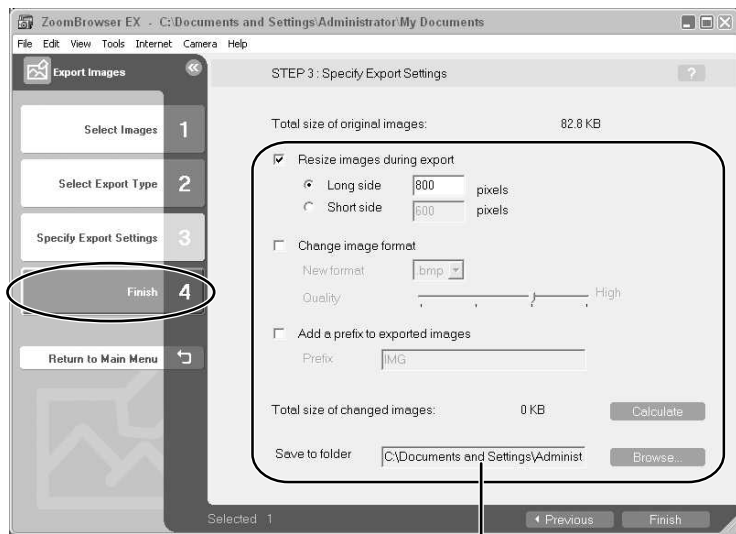 ZoomBrowser EX - C:\Documents and Settings\Administrator\My Documents
File Edit View Tools Internet Camera Help
Export Images
STEP 3 : Specify Export Settings
?
Select Images 1
Select Export Type 2
Specify Export Settings 3
Finish 4
Return to Main Menu
Total size of original images: 82.8 KB
Resize images during export
Long side 800 pixels
Short side 600 pixels
Change image format
New format .bmp
Quality High
Add a prefix to exported images
Prefix IMG
Total size of changed images: 0 KB Calculate
Save to folder C:\Documents and Settings\Administ Browse...
Selected 1 Previous Finish